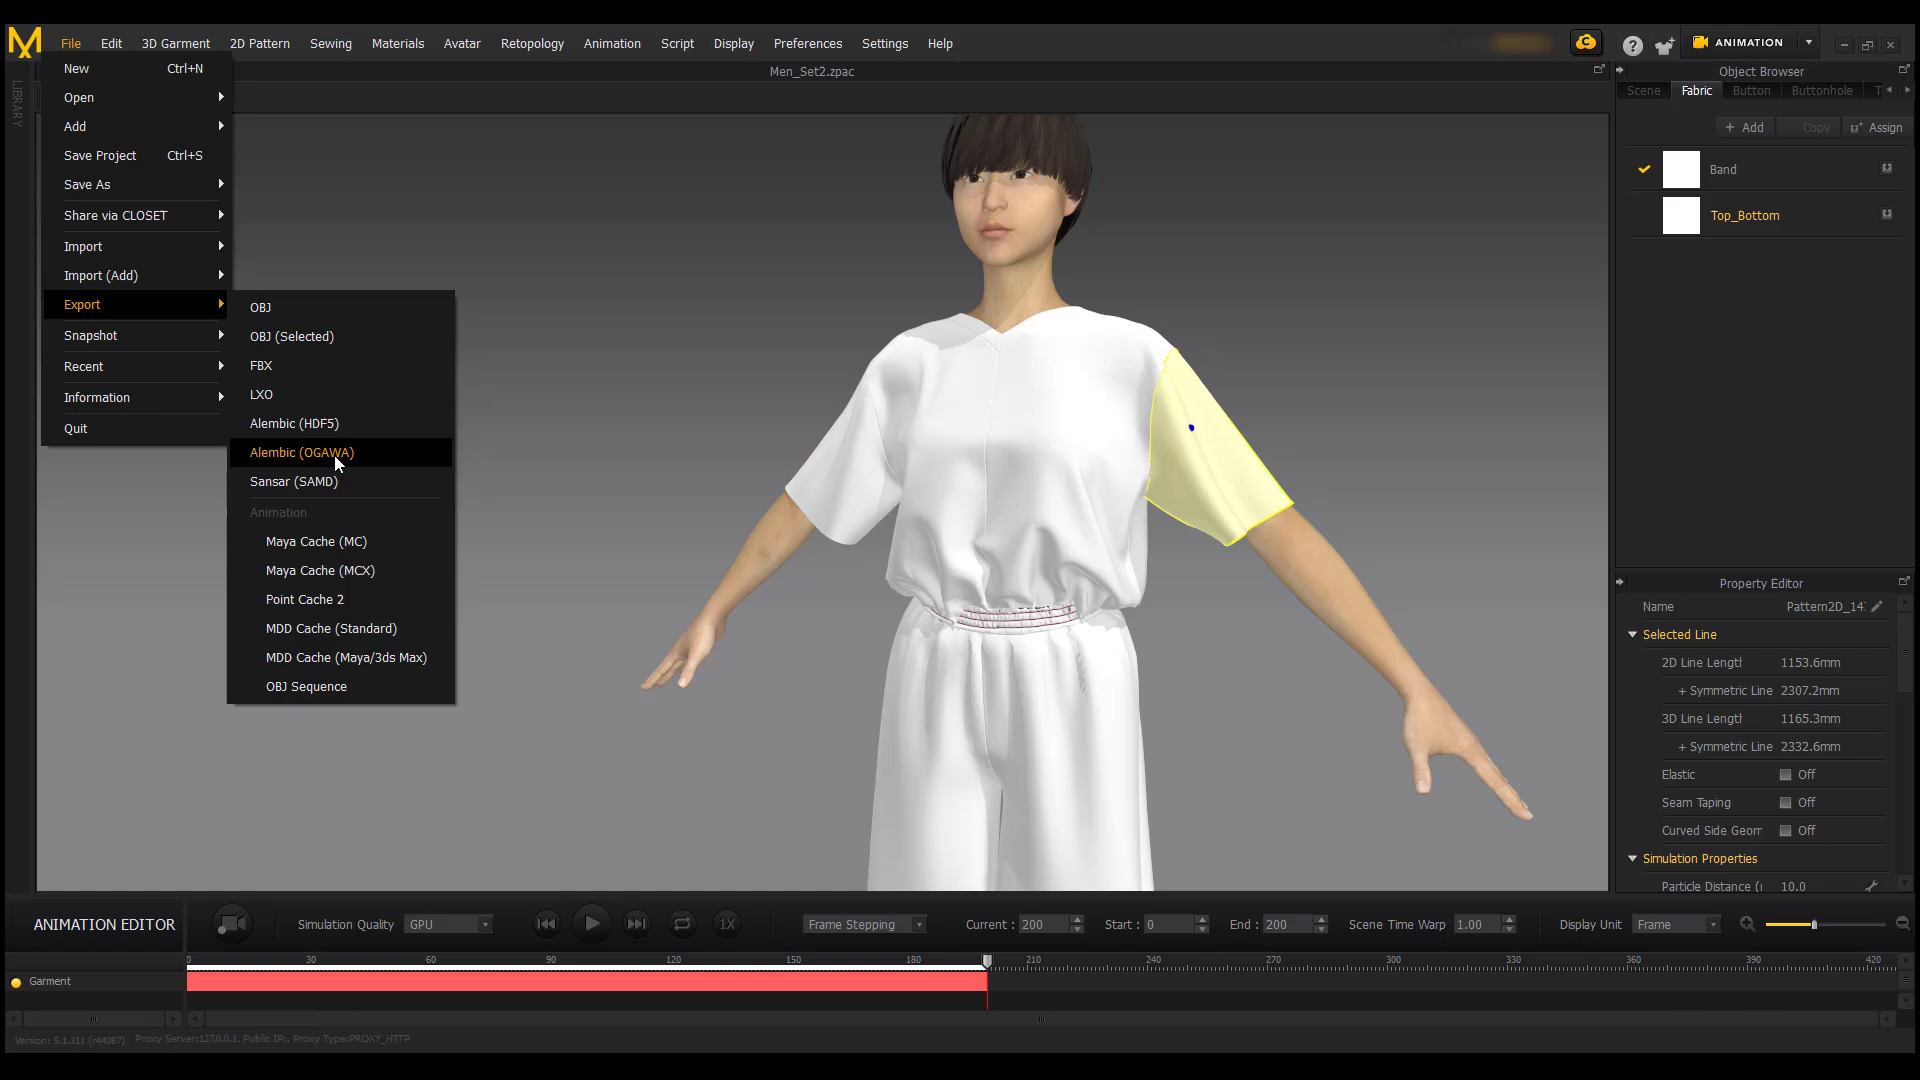 File Edit 3D Garment 2D Pattern Sewing Materials Avatar Retopology Animation Script Display Preferences Settings Help
ANIMATION
New Ctrl+N
Open
Add
Save Project Ctrl+S
Save As
Share via CLOSET
Import
Import (Add)
Export
Snapshot
Recent
Information
Quit
OBJ
OBJ (Selected)
FBX
LXO
Alembic (HDF5)
Alembic (OGAWA)
Sansar (SAMD)
Animation
Maya Cache (MC)
Maya Cache (MCX)
Point Cache 2
MDD Cache (Standard)
MDD Cache (Maya/3ds Max)
OBJ Sequence
LIBRARY
Men_Set2.zpac
Object Browser
Scene Fabric Button Buttonhole T
+ Add Copy Assign
Band
Top_Bottom
Property Editor
Name Pattern2D_14
Selected Line
2D Line Length 1153.6mm
+ Symmetric Line 2307.2mm
3D Line Length 1165.3mm
+ Symmetric Line 2332.6mm
Elastic Off
Seam Taping Off
Curved Side Geom Off
Simulation Properties
Particle Distance (r 10.0
ANIMATION EDITOR Simulation Quality GPU 1X Frame Stepping Current : 200 Start : 0 End : 200 Scene Time Warp 1.00 Display Unit Frame
0 30 60 90 120 150 180 210 240 270 300 330 360 390 420
Garment
Version: 5.1.311 (r44087) Proxy Server:127.0.0.1, Public IP:, Proxy Type:PROXY_HTTP